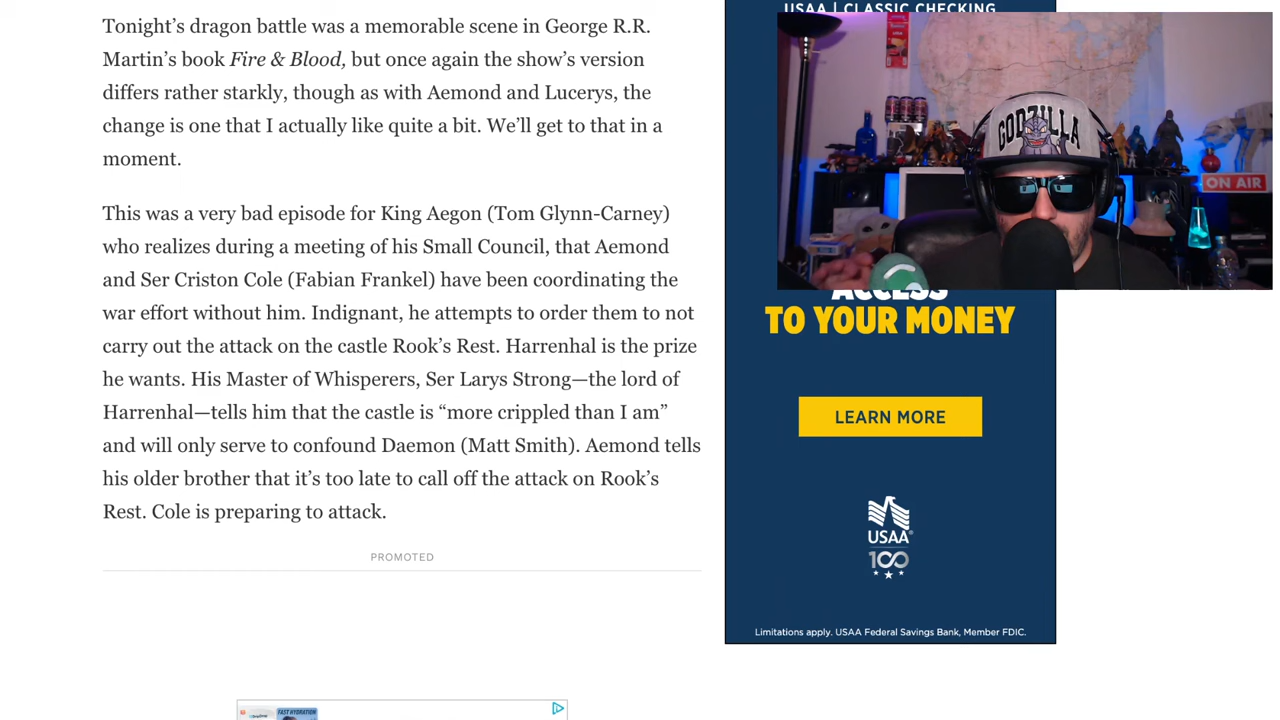 Tonight’s dragon battle was a memorable scene in George R.R.
Martin’s book Fire & Blood, but once again the show’s version
differs rather starkly, though as with Aemond and Lucerys, the
change is one that I actually like quite a bit. We’ll get to that in a
moment.
This was a very bad episode for King Aegon (Tom Glynn-Carney)
who realizes during a meeting of his Small Council, that Aemond
and Ser Criston Cole (Fabian Frankel) have been coordinating the
war effort without him. Indignant, he attempts to order them to not
carry out the attack on the castle Rook’s Rest. Harrenhal is the prize
he wants. His Master of Whisperers, Ser Larys Strong—the lord of
Harrenhal—tells him that the castle is “more crippled than I am”
and will only serve to confound Daemon (Matt Smith). Aemond tells
his older brother that it’s too late to call off the attack on Rook’s
Rest. Cole is preparing to attack.
PROMOTED
FAST HYDRATION
USAA | CLASSIC CHECKING
GODZILLA
ON AIR
ACCESS
TO YOUR MONEY
LEARN MORE
USAA
100
Limitations apply. USAA Federal Savings Bank, Member FDIC.